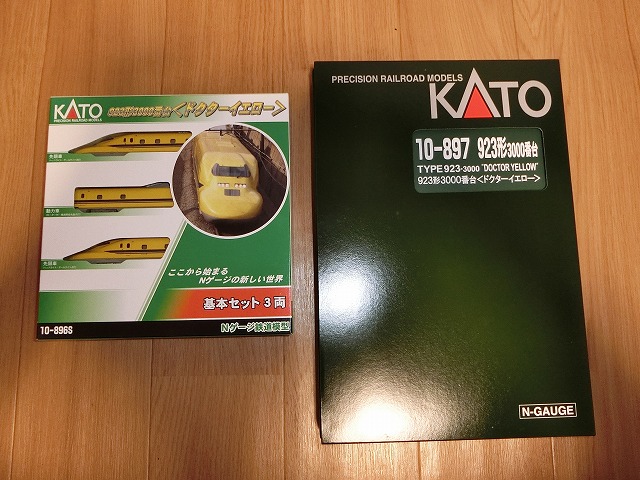 KATO
PRECISION RAILROAD MODELS
923形3000番台<ドクターイエロー>
先頭車
動力車
先頭車
ここから始まる
Nゲージの新しい世界
基本セット3両
10-896S
Nゲージ鉄道模型
PRECISION RAILROAD MODELS
KATO
10-897 923形3000番台
TYPE 923-3000 "DOCTOR YELLOW"
923形3000番台<ドクターイエロー>
N-GAUGE